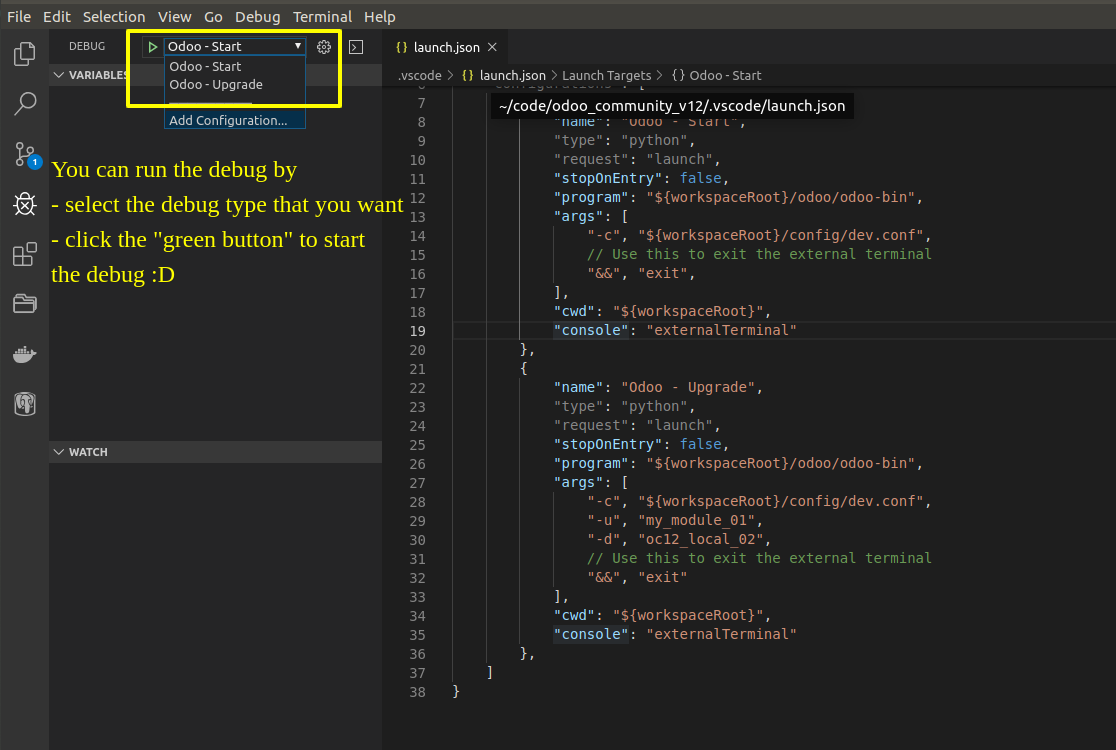 File Edit Selection View Go Debug Terminal Help
DEBUG
Odoo - Start
Odoo - Start
Odoo - Upgrade
Add Configuration...
VARIABLES
1
You can run the debug by
- select the debug type that you want
- click the "green button" to start
the debug :D
WATCH
{} launch.json ×
.vscode > {} launch.json > Launch Targets > {} Odoo - Start
~/code/odoo_community_v12/.vscode/launch.json
7
8 "name": "Odoo - Start",
9 "type": "python",
10 "request": "launch",
11 "stopOnEntry": false,
12 "program": "${workspaceRoot}/odoo/odoo-bin",
13 "args": [
14 "-c", "${workspaceRoot}/config/dev.conf",
15 // Use this to exit the external terminal
16 "&&", "exit",
17 ],
18 "cwd": "${workspaceRoot}",
19 "console": "externalTerminal"
20 },
21 {
22 "name": "Odoo - Upgrade",
23 "type": "python",
24 "request": "launch",
25 "stopOnEntry": false,
26 "program": "${workspaceRoot}/odoo/odoo-bin",
27 "args": [
28 "-c", "${workspaceRoot}/config/dev.conf",
29 "-u", "my_module_01",
30 "-d", "oc12_local_02",
31 // Use this to exit the external terminal
32 "&&", "exit"
33 ],
34 "cwd": "${workspaceRoot}",
35 "console": "externalTerminal"
36 },
37 ]
38 }